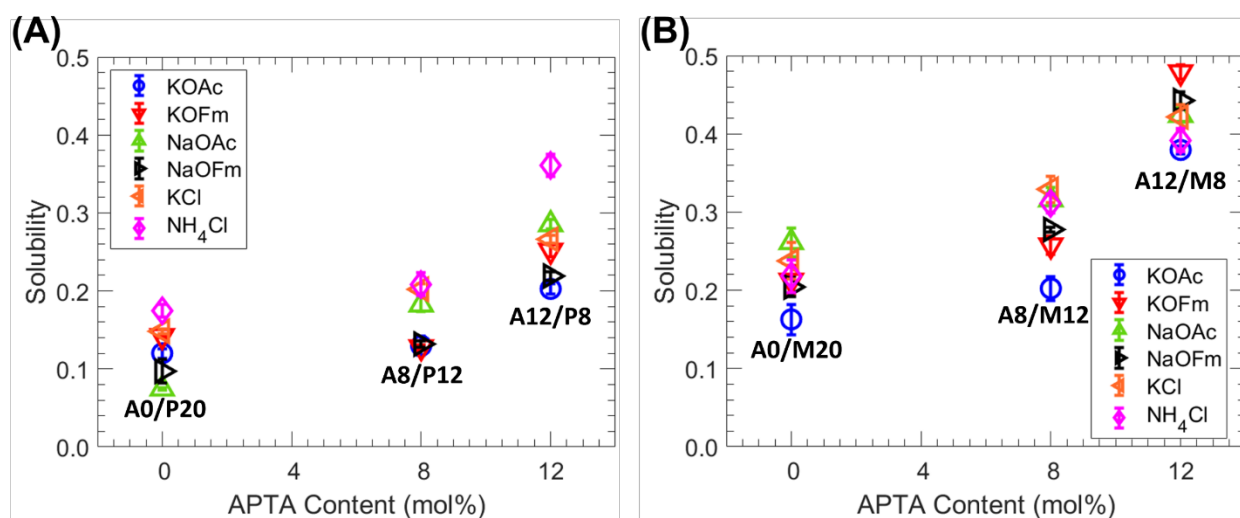 (A)
0.5
0.4
0.3
0.2
0.1
0.0
Solubility
KOAc
KOFm
NaOAc
NaOFm
KCl
NH₄Cl
A12/P8
A8/P12
A0/P20
0 4 8 12
APTA Content (mol%)
(B)
0.5
0.4
0.3
0.2
0.1
0.0
Solubility
A12/M8
A8/M12
A0/M20
KOAc
KOFm
NaOAc
NaOFm
KCl
NH₄Cl
0 4 8 12
APTA Content (mol%)